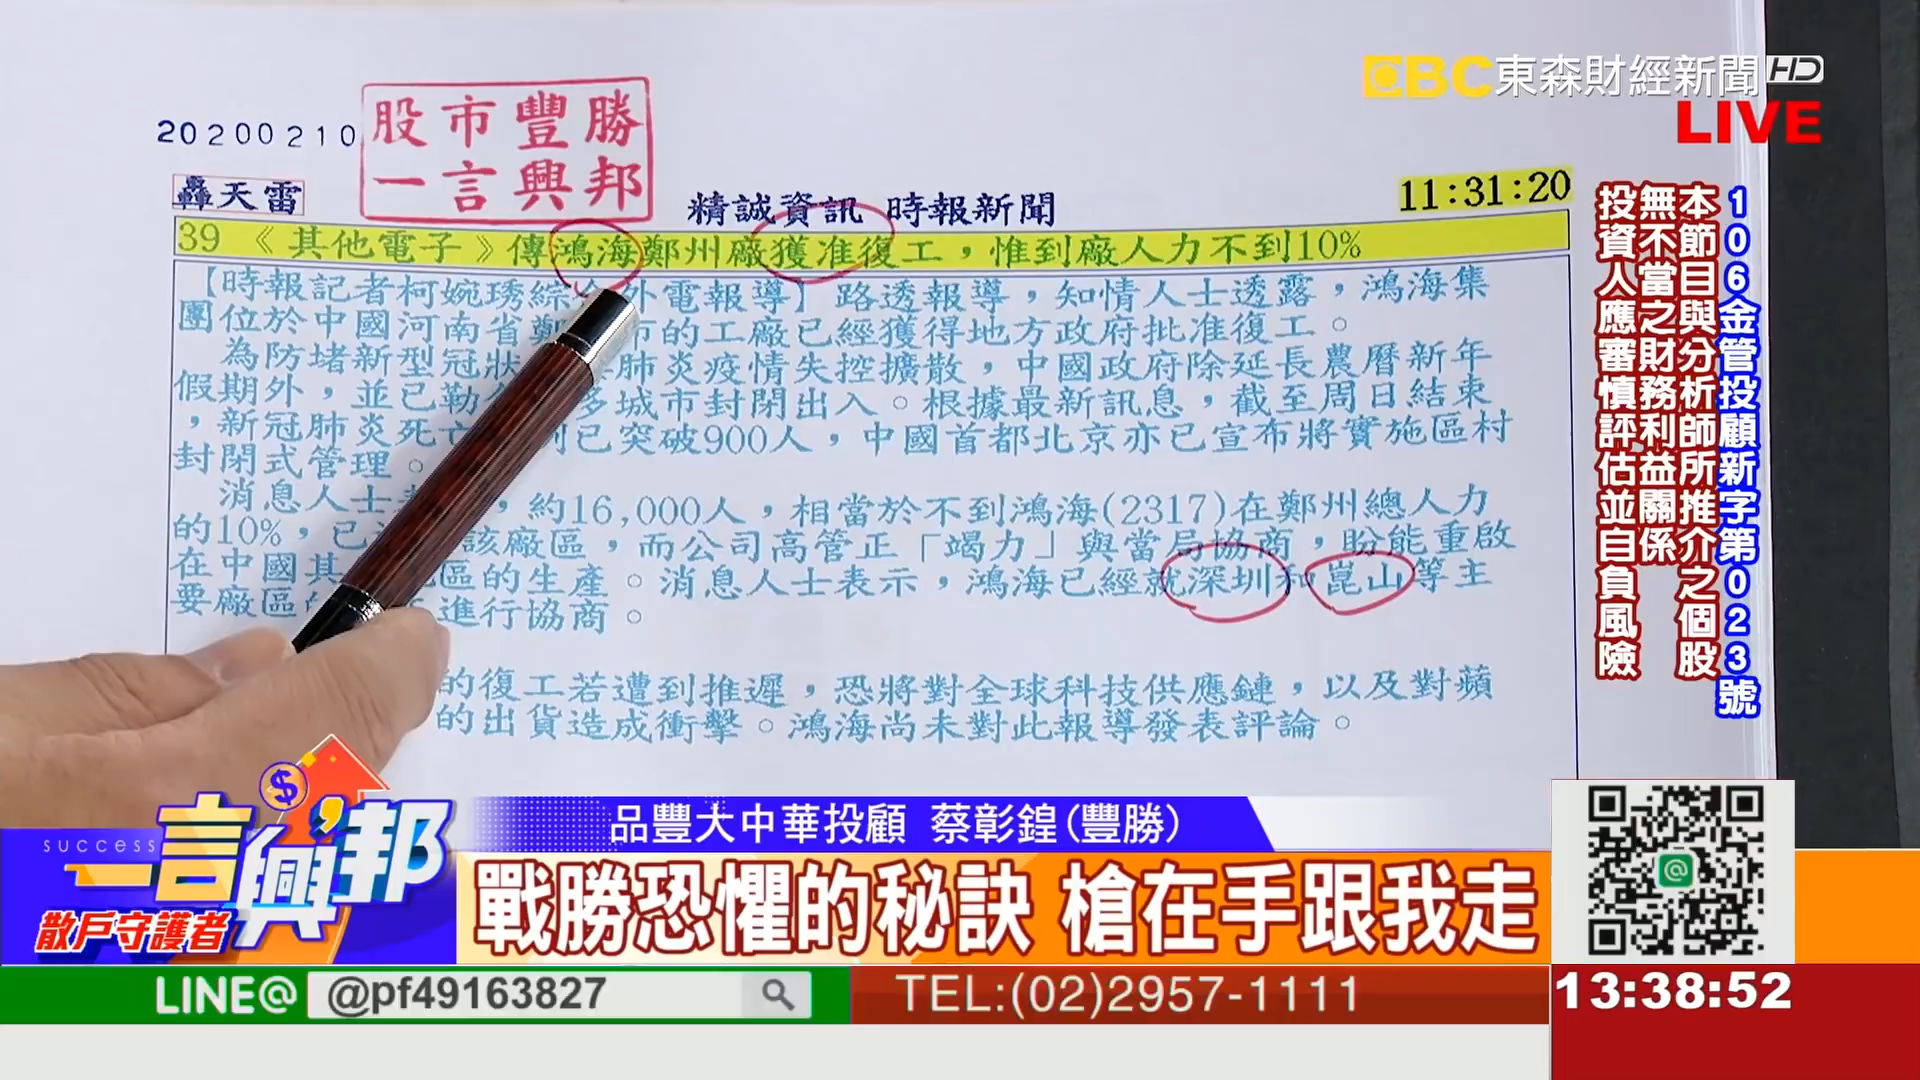 EBC東森財經新聞HD
LIVE
20200210
股市豐勝
一言興邦
轟天雷
精誠資訊 時報新聞
11:31:20
39 《其他電子》傳鴻海鄭州廠獲准復工，惟到廠人力不到10%
【時報記者柯婉琇綜 外電報導】路透報導，知情人士透露，鴻海集
團位於中國河南省鄭 市的工廠已經獲得地方政府批准復工。
為防堵新型冠狀 肺炎疫情失控擴散，中國政府除延長農曆新年
假期外，並已勒 多城市封閉出入。根據最新訊息，截至周日結束
，新冠肺炎死亡 例已突破900人，中國首都北京亦已宣布將實施區村
封閉式管理。
消息人士 ，約16,000人，相當於不到鴻海(2317)在鄭州總人力
的10%，已 該廠區，而公司高管正「竭力」與當局協商，盼能重啟
在中國其 區的生產。消息人士表示，鴻海已經就深圳和崑山等主
要廠區 進行協商。
的復工若遭到推遲，恐將對全球科技供應鏈，以及對蘋
的出貨造成衝擊。鴻海尚未對此報導發表評論。
106金管投顧新字第023號
本節目與分析師所推介之個股
無不當之財務利益關係
投資人應審慎評估並自負風險
success
一言興邦
散戶守護者
品豐大中華投顧 蔡彰鍠(豐勝)
戰勝恐懼的秘訣 槍在手跟我走
LINE@ @pf49163827
TEL:(02)2957-1111
13:38:52